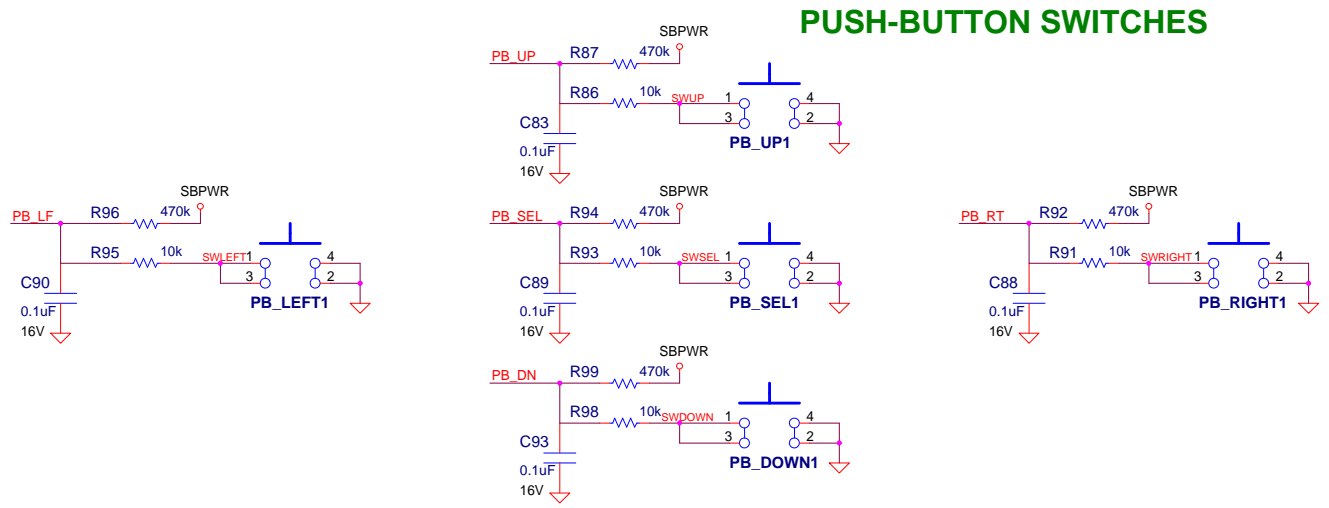 PUSH-BUTTON SWITCHES
SBPWR
PB_UP R87 470k
R86 10k SWUP 1 4
3 2
C83
PB_UP1
0.1uF
16V
SBPWR
PB_LF R96 470k
R95 10k SWLEFT 1 4
3 2
C90
PB_LEFT1
0.1uF
16V
SBPWR
PB_SEL R94 470k
R93 10k SWSEL 1 4
3 2
C89
PB_SEL1
0.1uF
16V
SBPWR
PB_RT R92 470k
R91 10k SWRIGHT 1 4
3 2
C88
PB_RIGHT1
0.1uF
16V
SBPWR
PB_DN R99 470k
R98 10k SWDOWN 1 4
3 2
C93
PB_DOWN1
0.1uF
16V